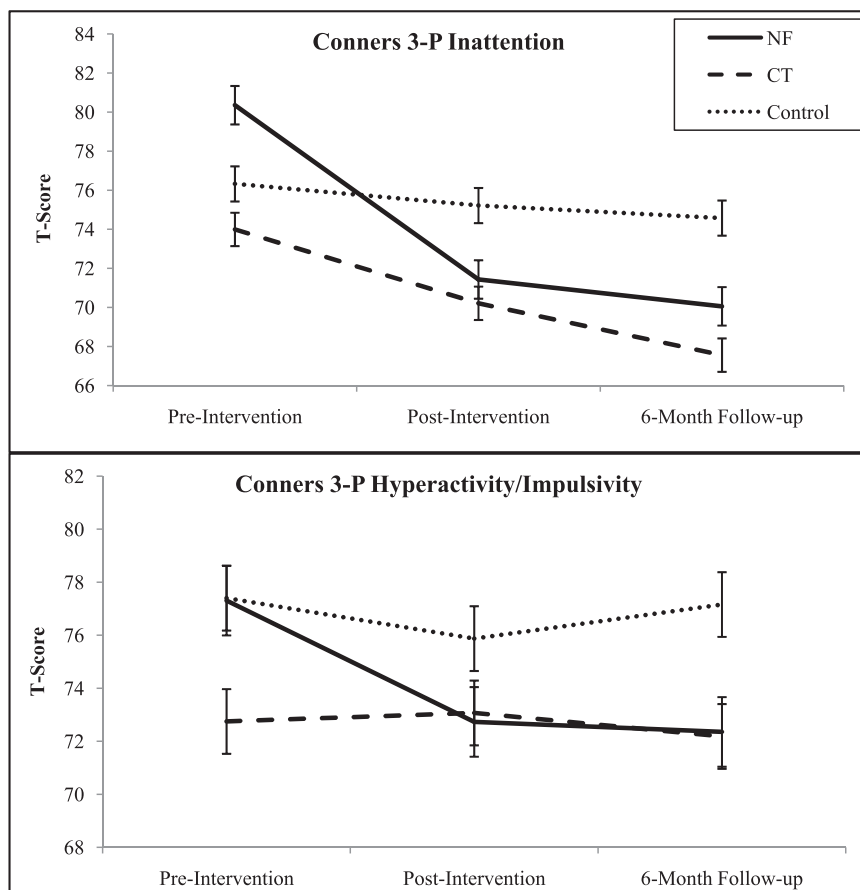 Conners 3-P Inattention
NF
CT
Control
T-Score
84
82
80
78
76
74
72
70
68
66
Pre-Intervention
Post-Intervention
6-Month Follow-up
Conners 3-P Hyperactivity/Impulsivity
T-Score
82
80
78
76
74
72
70
68
Pre-Intervention
Post-Intervention
6-Month Follow-up